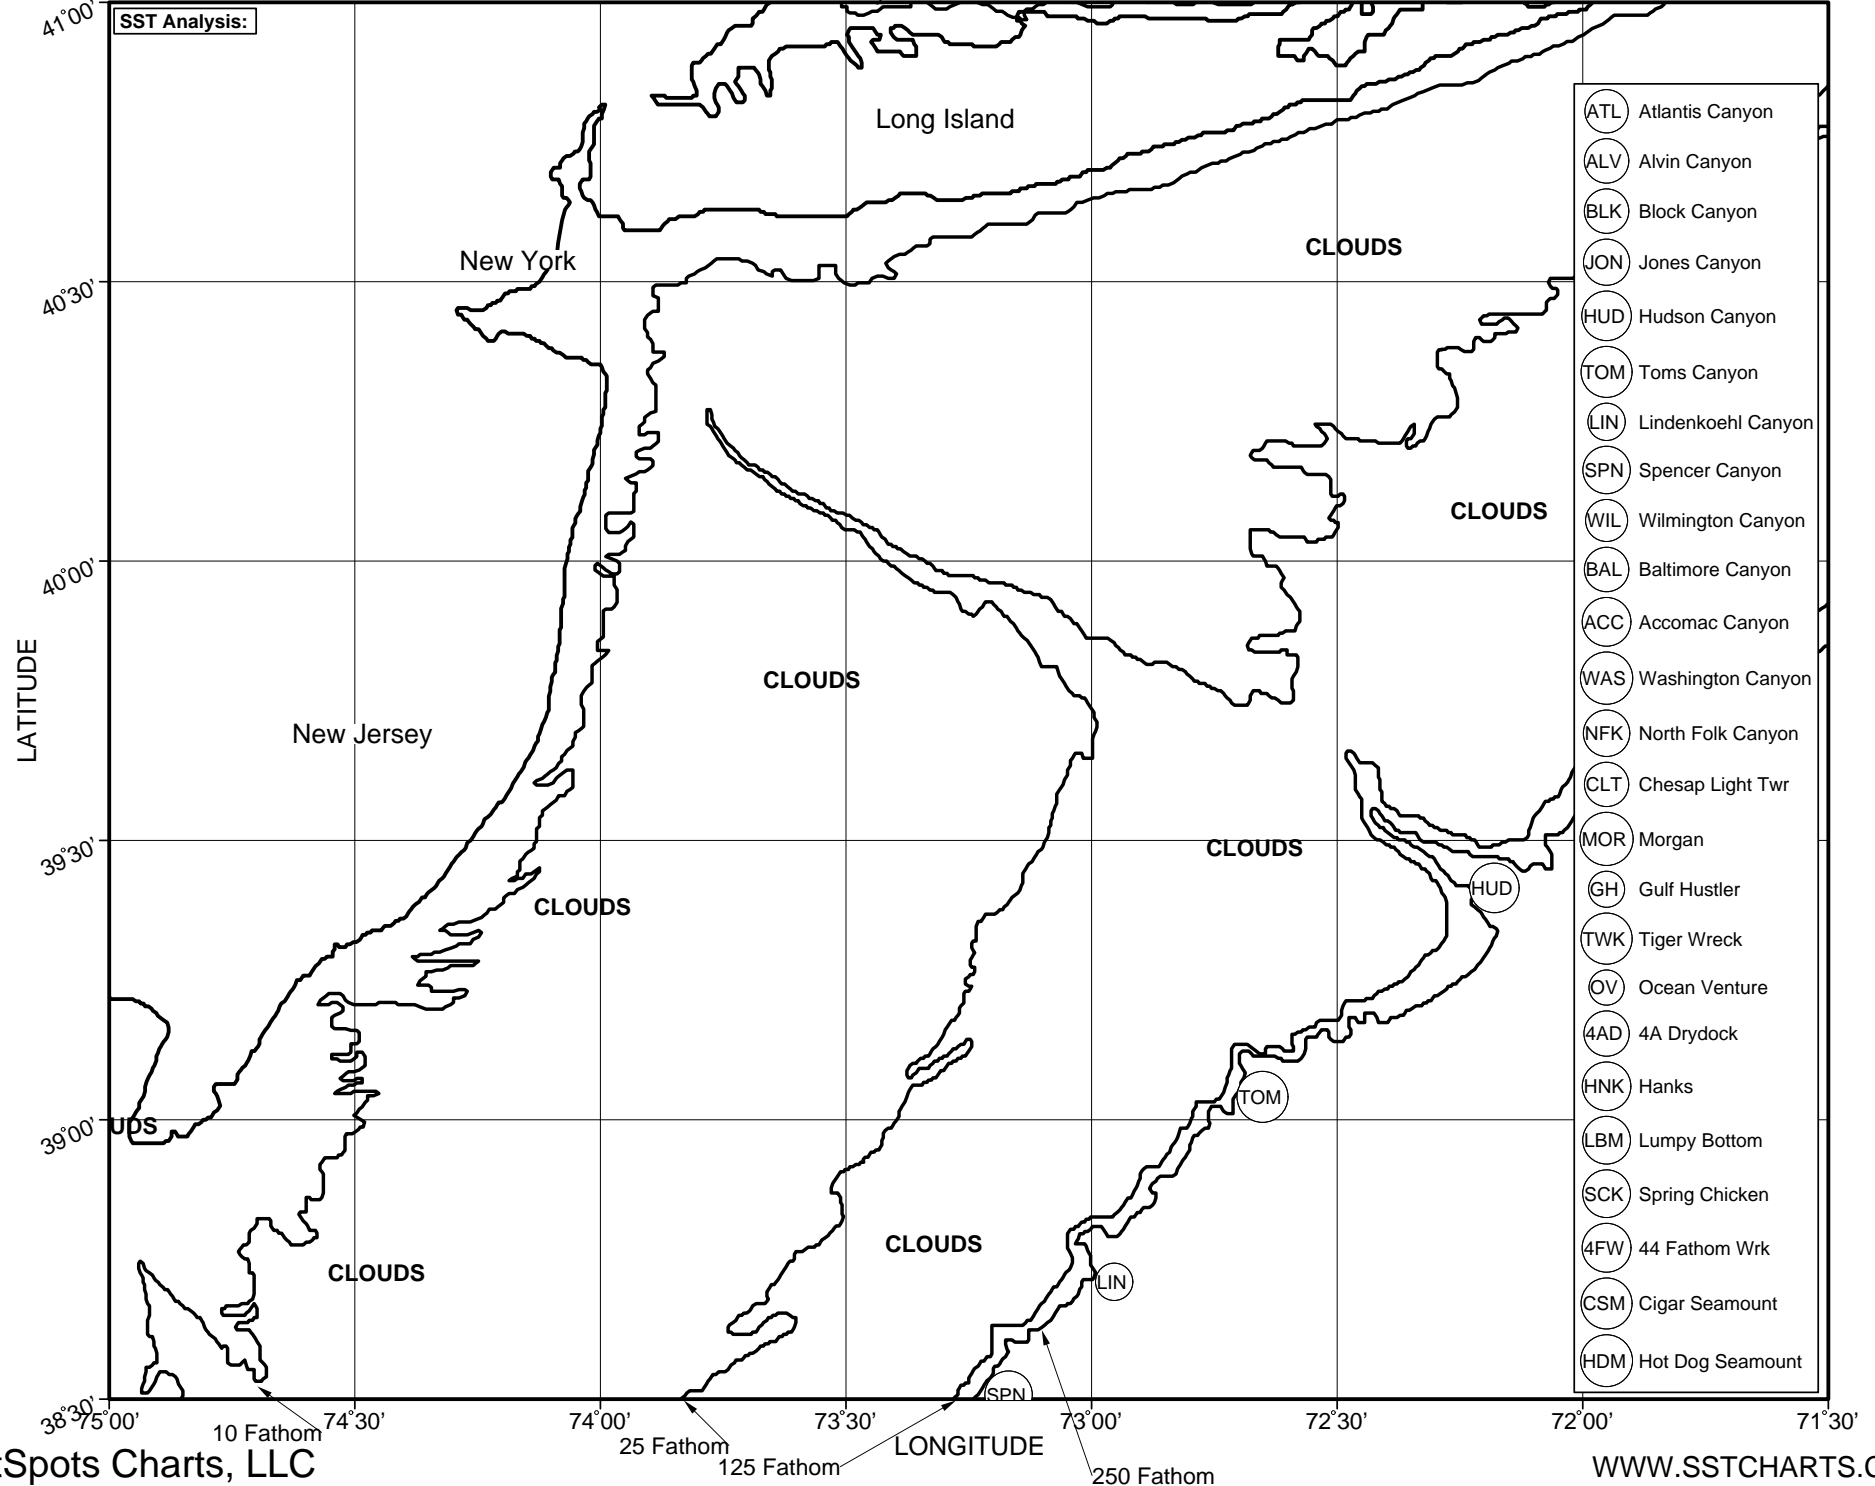 41°00'
SST Analysis:
Long Island
ATL Atlantis Canyon
ALV Alvin Canyon
BLK Block Canyon
New York
CLOUDS
JON Jones Canyon
40°30'
HUD Hudson Canyon
TOM Toms Canyon
LIN Lindenkoehl Canyon
SPN Spencer Canyon
CLOUDS
WIL Wilmington Canyon
40°00'
BAL Baltimore Canyon
ACC Accomac Canyon
LATITUDE
CLOUDS
WAS Washington Canyon
New Jersey
NFK North Folk Canyon
CLT Chesap Light Twr
39°30'
CLOUDS
MOR Morgan
HUD
GH Gulf Hustler
CLOUDS
TWK Tiger Wreck
OV Ocean Venture
4AD 4A Drydock
HNK Hanks
TOM
39°00'
UDS
LBM Lumpy Bottom
SCK Spring Chicken
CLOUDS
4FW 44 Fathom Wrk
CLOUDS
LIN
CSM Cigar Seamount
HDM Hot Dog Seamount
SPN
38°30'
75°00' 74°30' 74°00' 73°30' 73°00' 72°30' 72°00' 71°30'
10 Fathom
25 Fathom
LONGITUDE
125 Fathom
250 Fathom
tSpots Charts, LLC
WWW.SSTCHARTS.C